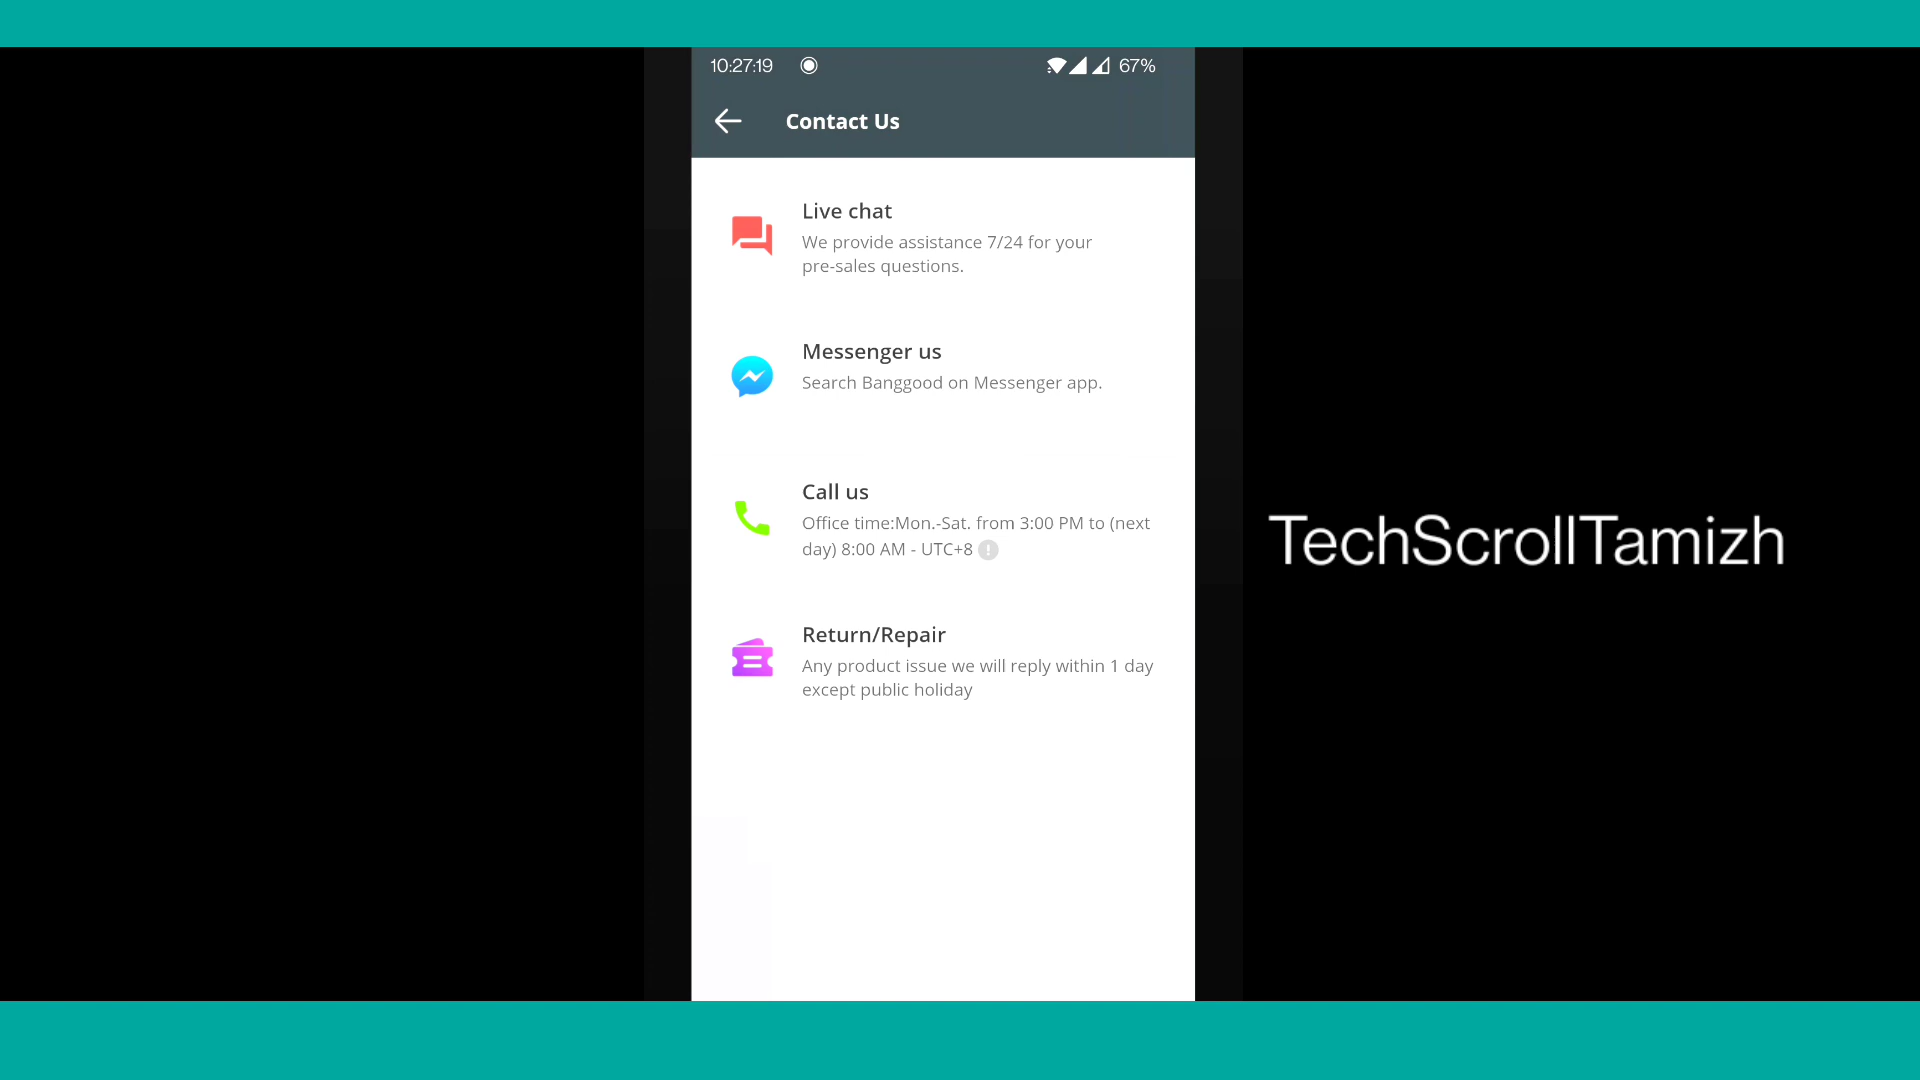 10:27:19 67%
Contact Us
Live chat
We provide assistance 7/24 for your
pre-sales questions.
Messenger us
Search Banggood on Messenger app.
Call us
Office time:Mon.-Sat. from 3:00 PM to (next
day) 8:00 AM - UTC+8 !
TechScrollTamizh
Return/Repair
Any product issue we will reply within 1 day
except public holiday